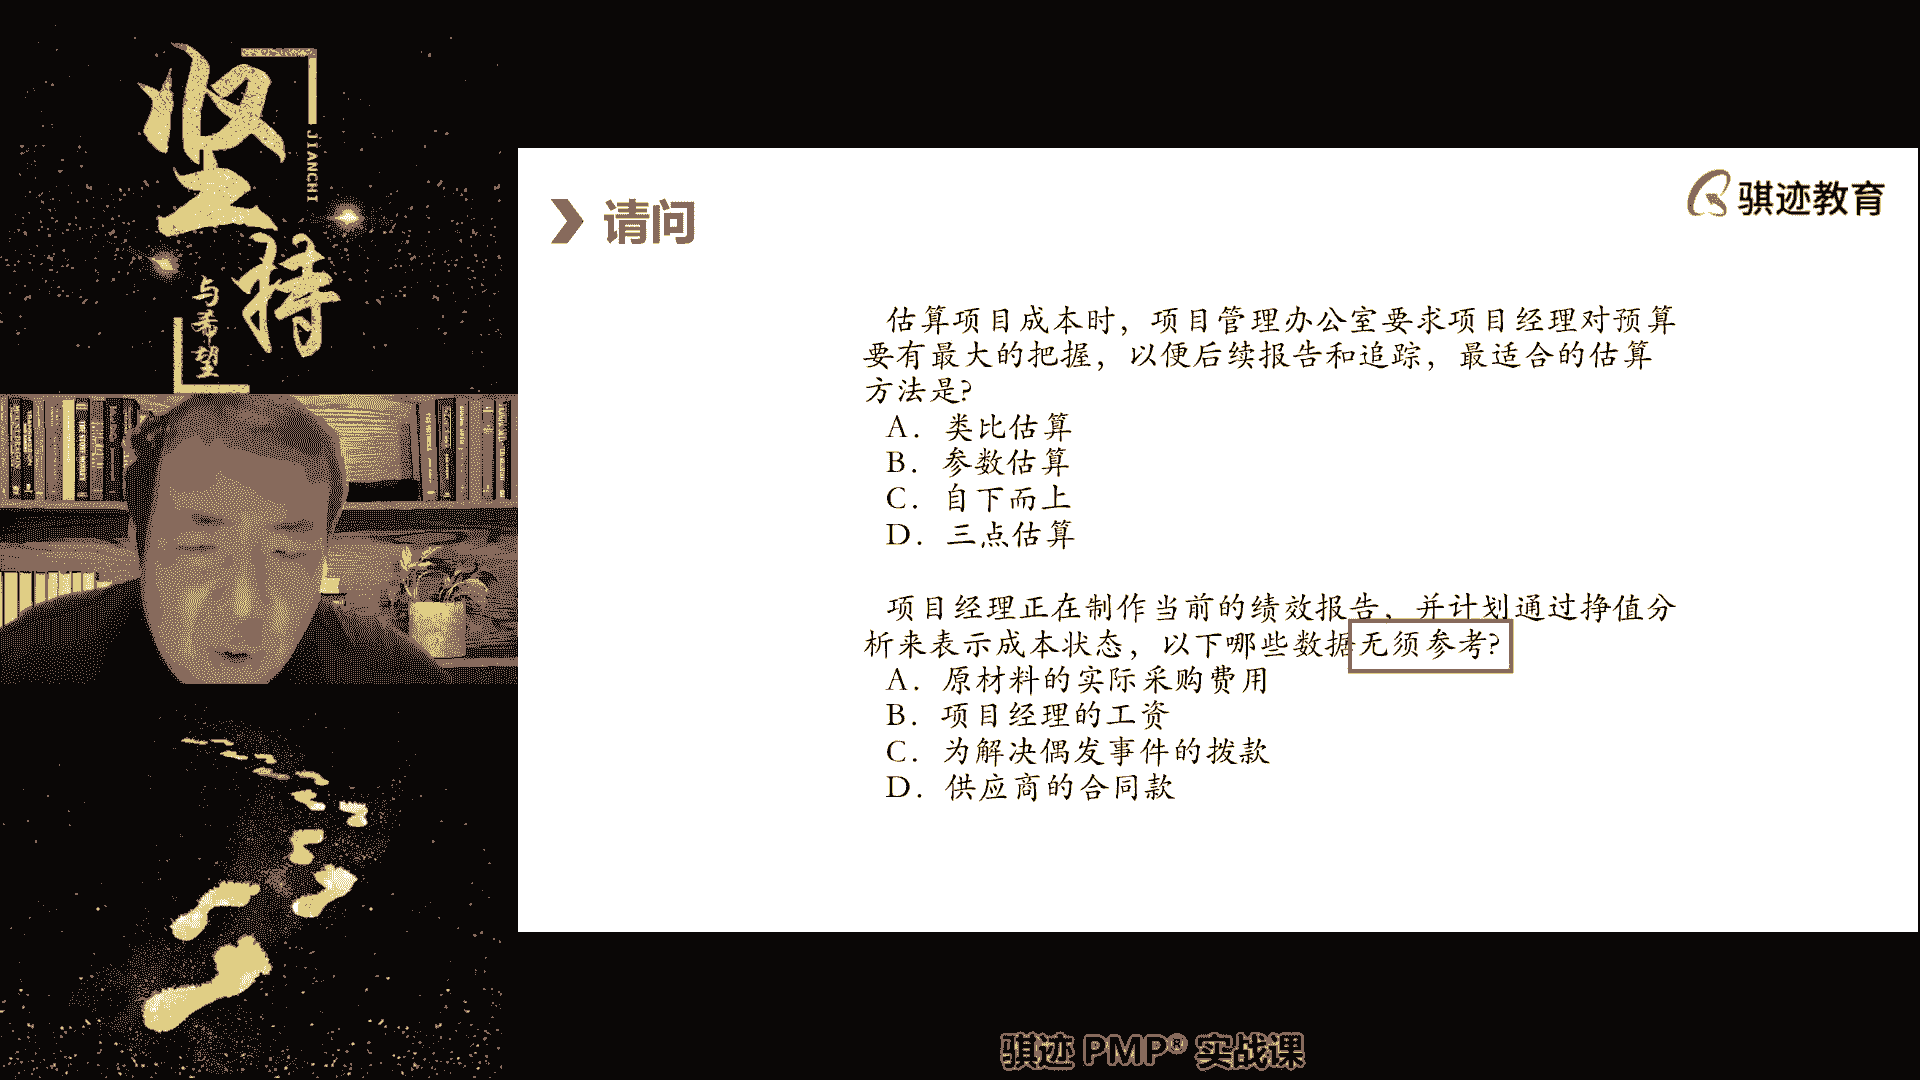 坚持
JIANCHI
与希望
请问
骐迹教育
估算项目成本时，项目管理办公室要求项目经理对预算
要有最大的把握，以便后续报告和追踪，最适合的估算
方法是?
A．类比估算
B．参数估算
C．自下而上
D．三点估算
项目经理正在制作当前的绩效报告，并计划通过挣值分
析来表示成本状态，以下哪些数据无须参考?
A．原材料的实际采购费用
B．项目经理的工资
C．为解决偶发事件的拨款
D．供应商的合同款
骐迹 PMP® 实战课